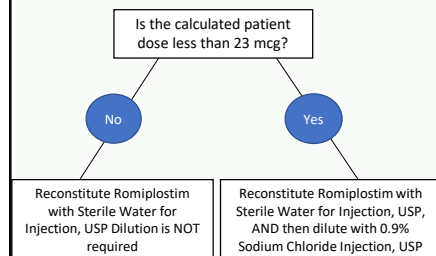 Is the calculated patient
dose less than 23 mcg?
No
Yes
Reconstitute Romiplostim
with Sterile Water for
Injection, USP Dilution is NOT
required
Reconstitute Romiplostim with
Sterile Water for Injection, USP,
AND then dilute with 0.9%
Sodium Chloride Injection, USP